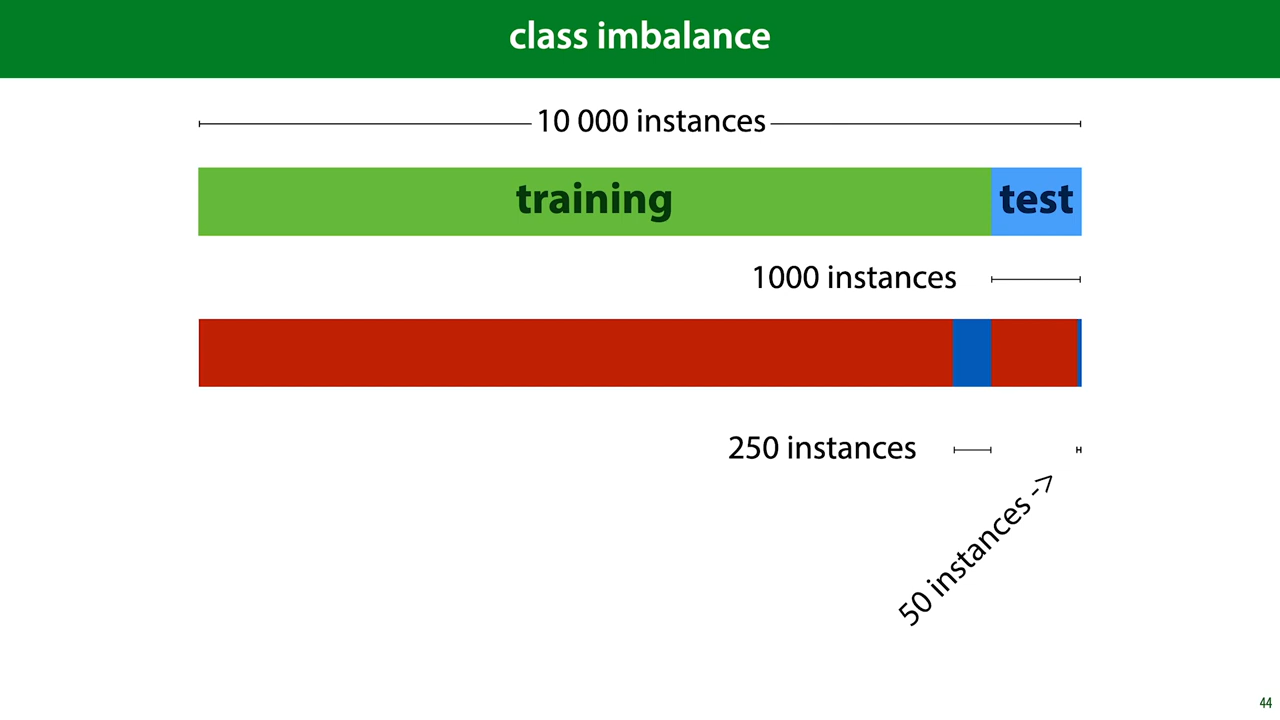 class imbalance
10 000 instances
training
test
1000 instances
250 instances
50 instances ->
44